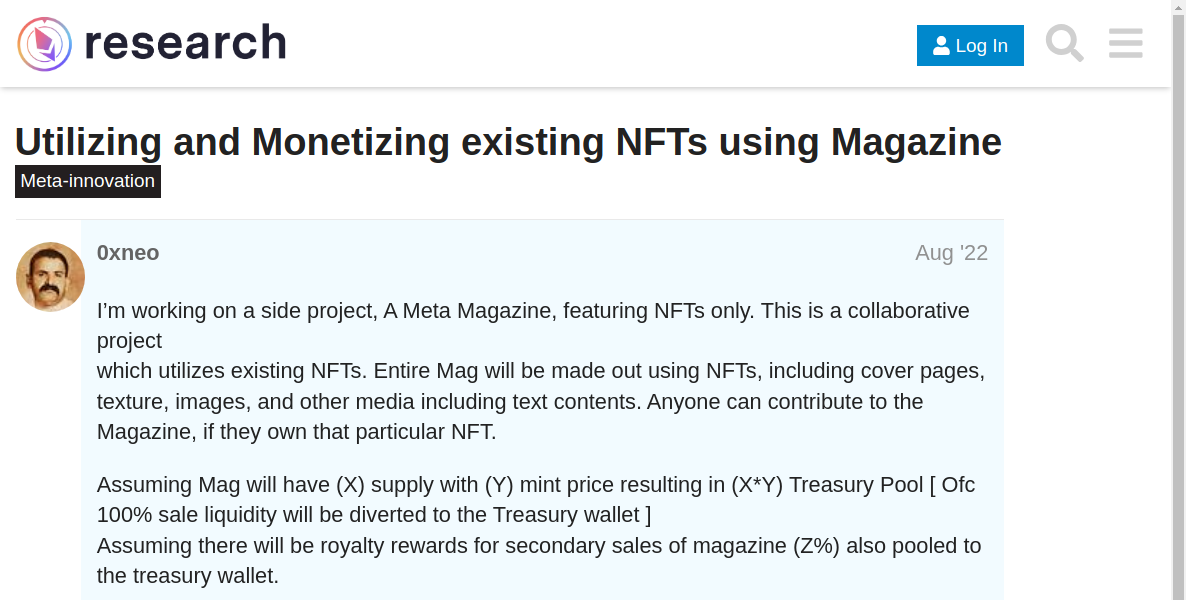 research
Log In
Utilizing and Monetizing existing NFTs using Magazine
Meta-innovation
0xneo
Aug '22
I’m working on a side project, A Meta Magazine, featuring NFTs only. This is a collaborative
project
which utilizes existing NFTs. Entire Mag will be made out using NFTs, including cover pages,
texture, images, and other media including text contents. Anyone can contribute to the
Magazine, if they own that particular NFT.
Assuming Mag will have (X) supply with (Y) mint price resulting in (X*Y) Treasury Pool [ Ofc
100% sale liquidity will be diverted to the Treasury wallet ]
Assuming there will be royalty rewards for secondary sales of magazine (Z%) also pooled to
the treasury wallet.